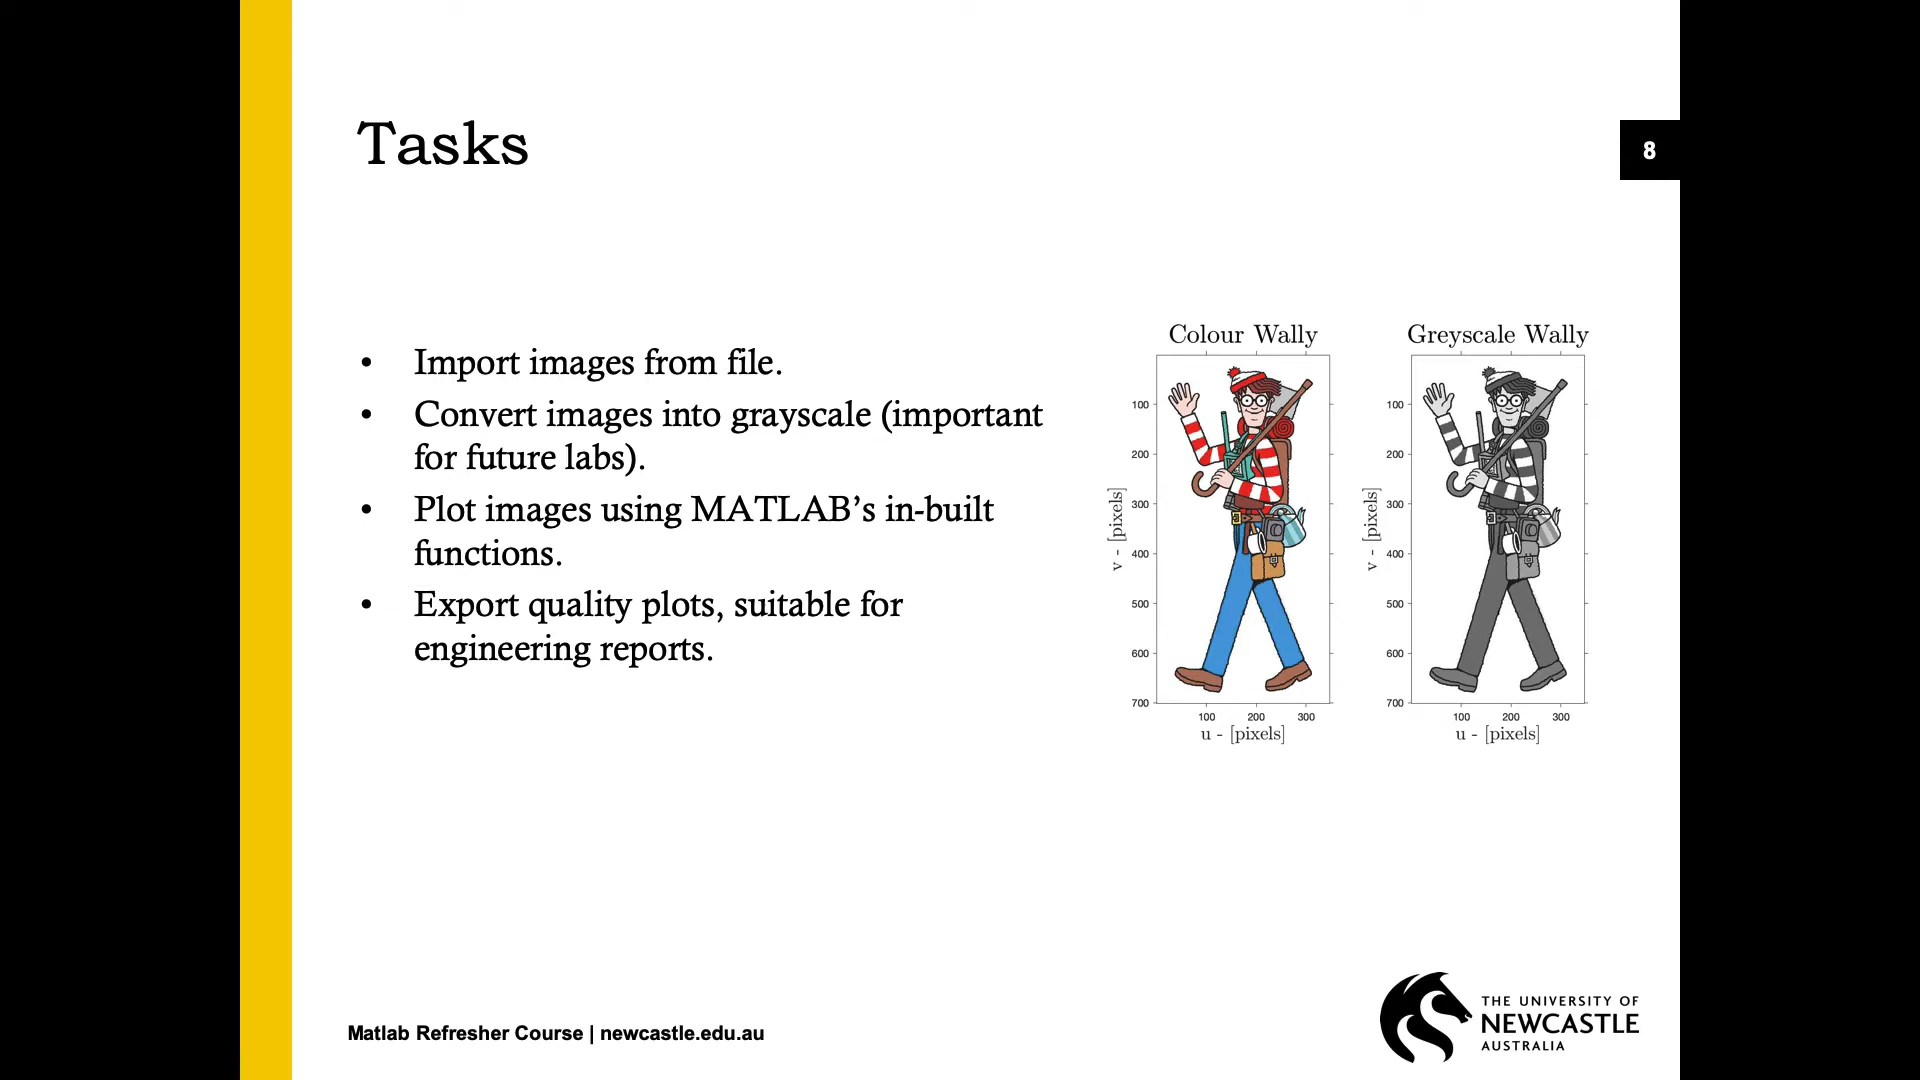 Tasks
8
• Import images from file.
• Convert images into grayscale (important
for future labs).
• Plot images using MATLAB’s in-built
functions.
• Export quality plots, suitable for
engineering reports.
Colour Wally
v - [pixels]
100
200
300
400
500
600
700
100 200 300
u - [pixels]
Greyscale Wally
v - [pixels]
100
200
300
400
500
600
700
100 200 300
u - [pixels]
Matlab Refresher Course | newcastle.edu.au
THE UNIVERSITY OF
NEWCASTLE
AUSTRALIA